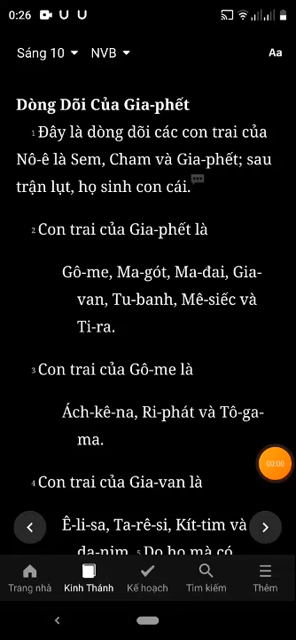 0:26
Sáng 10 NVB Aa
Dòng Dõi Của Gia-phết
1 Đây là dòng dõi các con trai của
Nô-ê là Sem, Cham và Gia-phết; sau
trận lụt, họ sinh con cái.
2 Con trai của Gia-phết là
Gô-me, Ma-gót, Ma-đai, Gia-
van, Tu-banh, Mê-siếc và
Ti-ra.
3 Con trai của Gô-me là
Ách-kê-na, Ri-phát và Tô-ga-
ma.
00:00
4 Con trai của Gia-van là
Ê-li-sa, Ta-rê-si, Kít-tim và
đa-nim. 5 Do họ mà có
Trang nhà Kinh Thánh Kế hoạch Tìm kiếm Thêm